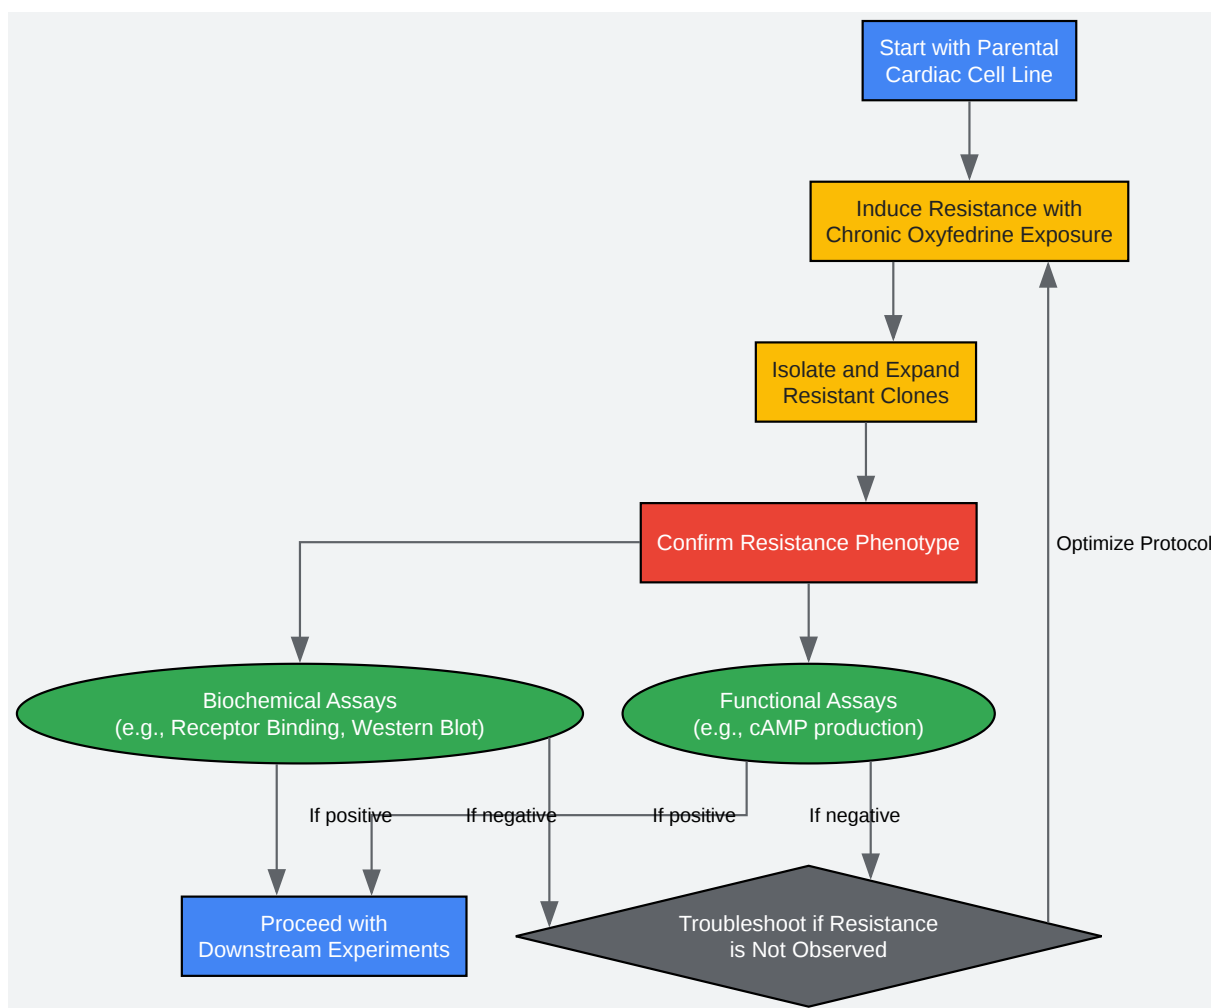 Start with Parental
Cardiac Cell Line
Induce Resistance with
Chronic Oxyfedrine Exposure
Isolate and Expand
Resistant Clones
Confirm Resistance Phenotype
Optimize Protocol
Biochemical Assays
(e.g., Receptor Binding, Western Blot)
Functional Assays
(e.g., cAMP production)
If positive
If negative
If positive
If negative
Proceed with
Downstream Experiments
Troubleshoot if Resistance
is Not Observed